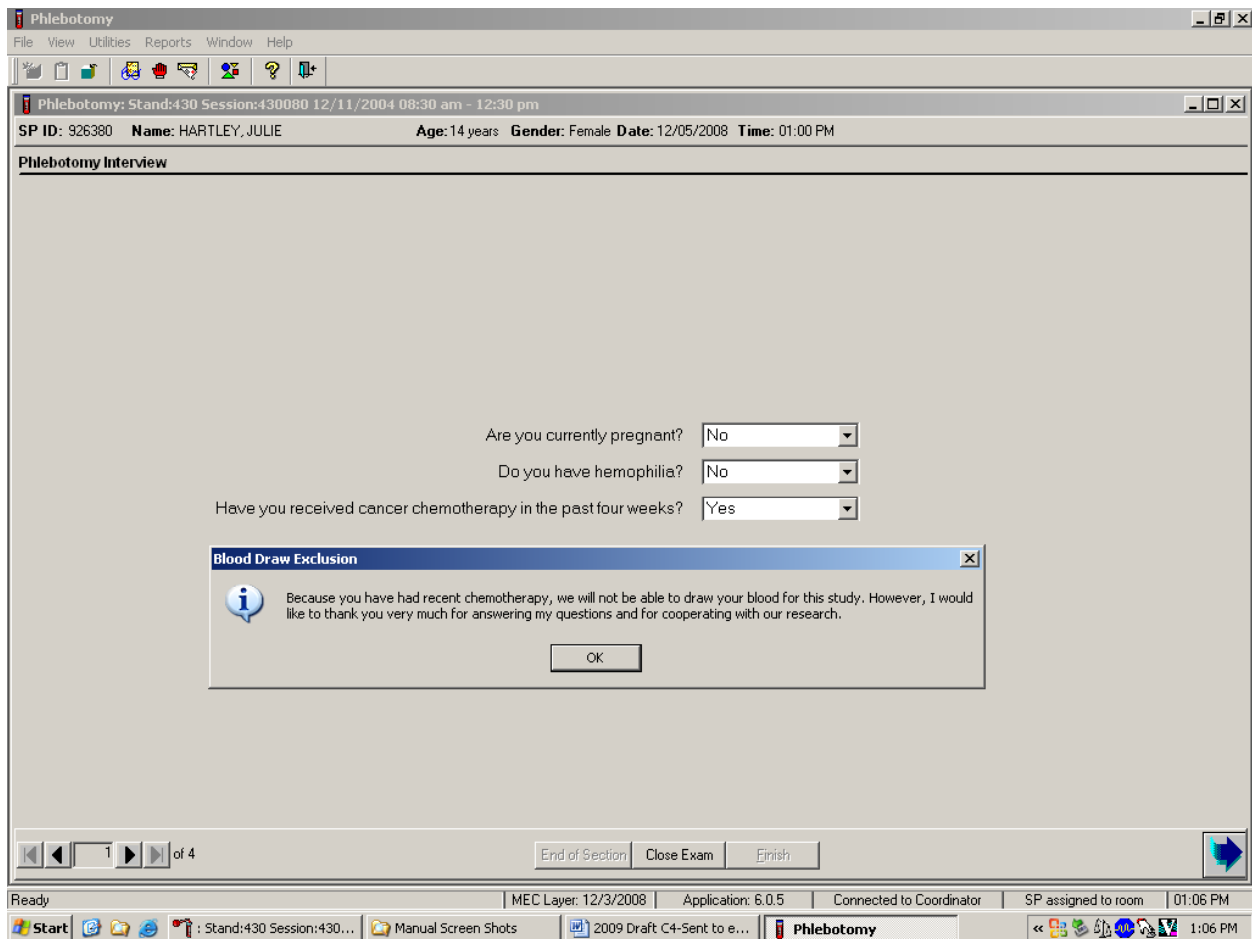 Phlebotomy
File View Utilities Reports Window Help
Phlebotomy: Stand:430 Session:430080 12/11/2004 08:30 am - 12:30 pm
SP ID: 926380 Name: HARTLEY, JULIE Age: 14 years Gender: Female Date: 12/05/2008 Time: 01:00 PM
Phlebotomy Interview
Are you currently pregnant? No
Do you have hemophilia? No
Have you received cancer chemotherapy in the past four weeks? Yes
Blood Draw Exclusion
Because you have had recent chemotherapy, we will not be able to draw your blood for this study. However, I would
like to thank you very much for answering my questions and for cooperating with our research.
OK
1 of 4 End of Section Close Exam Finish
Ready MEC Layer: 12/3/2008 Application: 6.0.5 Connected to Coordinator SP assigned to room 01:06 PM
Start : Stand:430 Session:430... Manual Screen Shots 2009 Draft C4-Sent to e... Phlebotomy « 1:06 PM